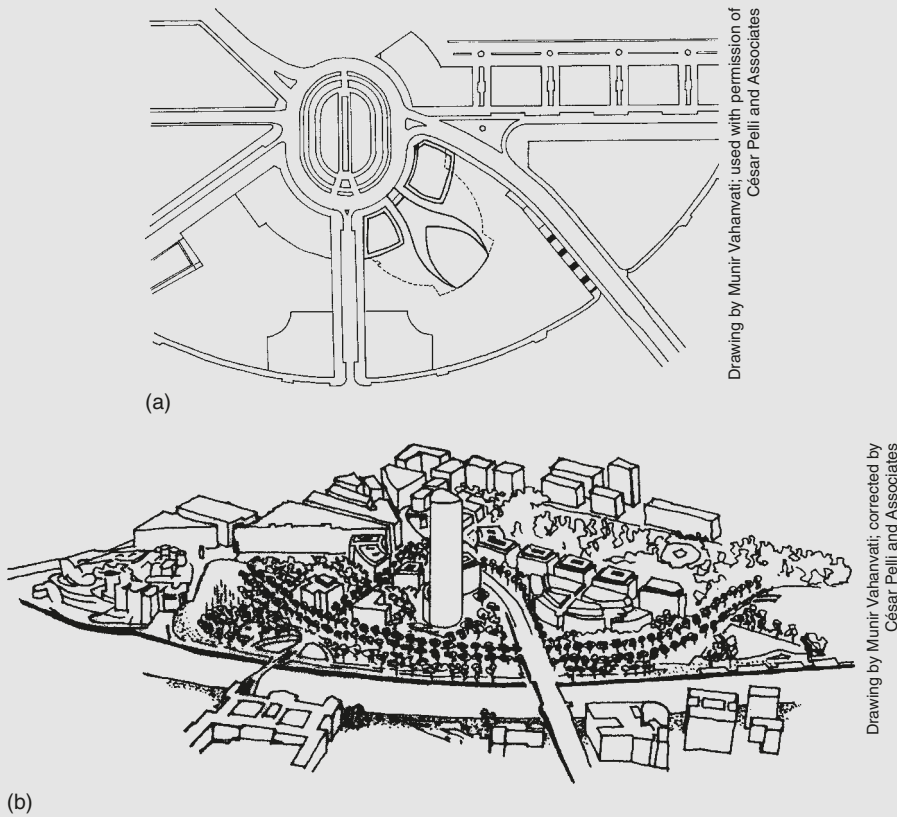 Drawing by Munir Vahanvati; used with permission of
César Pelli and Associates
(a)
Drawing by Munir Vahanvati; corrected by
César Pelli and Associates
(b)